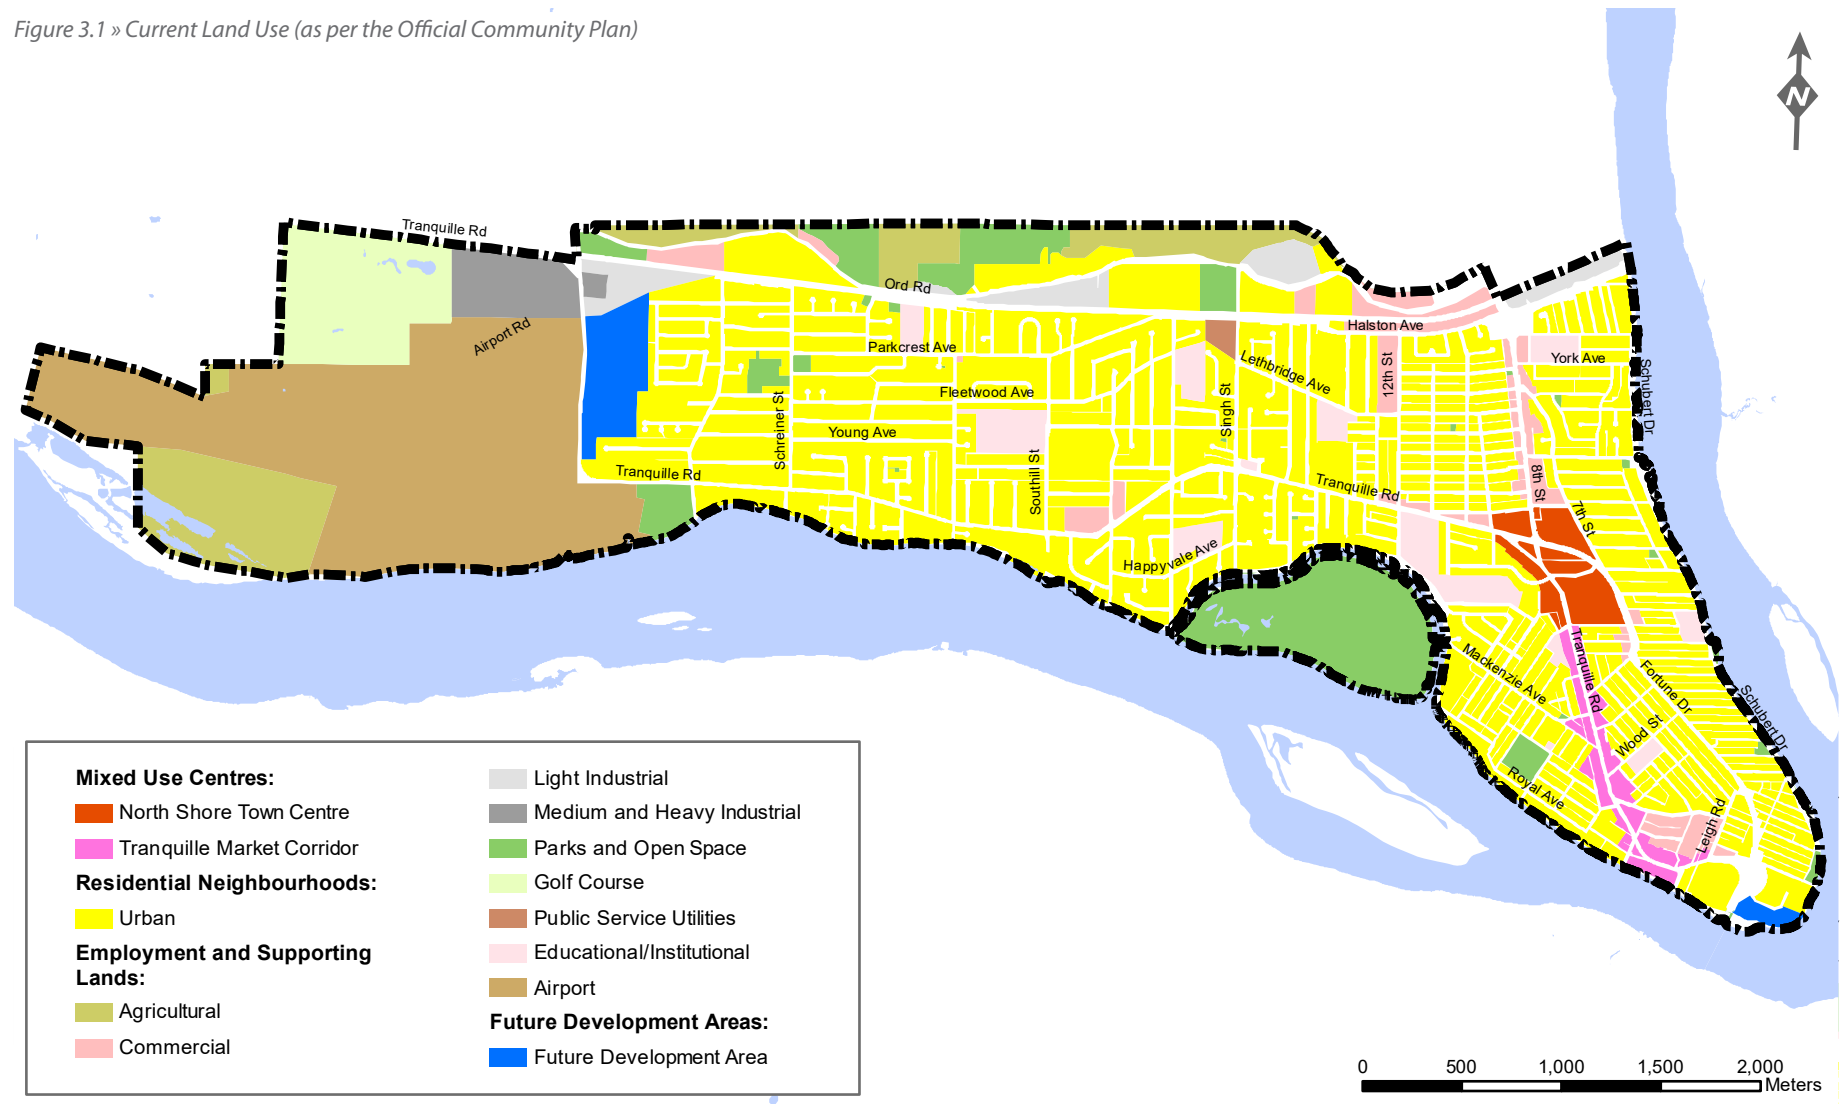 Figure 3.1 » Current Land Use (as per the Official Community Plan)
N
Tranquille Rd
Airport Rd
Ord Rd
Halston Ave
Parkcrest Ave
Lethbridge Ave
12th St
York Ave
Schubert Dr
Fleetwood Ave
Schreiner St
Singh St
Young Ave
Tranquille Rd
Southill St
Tranquille Rd
8th St
7th St
Happyvale Ave
Mackenzie Ave
Tranquille Rd
Fortune Dr
Schubert Dr
Wood St
Royal Ave
Leigh Rd
Mixed Use Centres:
North Shore Town Centre
Tranquille Market Corridor
Residential Neighbourhoods:
Urban
Employment and Supporting
Lands:
Agricultural
Commercial
Light Industrial
Medium and Heavy Industrial
Parks and Open Space
Golf Course
Public Service Utilities
Educational/Institutional
Airport
Future Development Areas:
Future Development Area
0 500 1,000 1,500 2,000
Meters